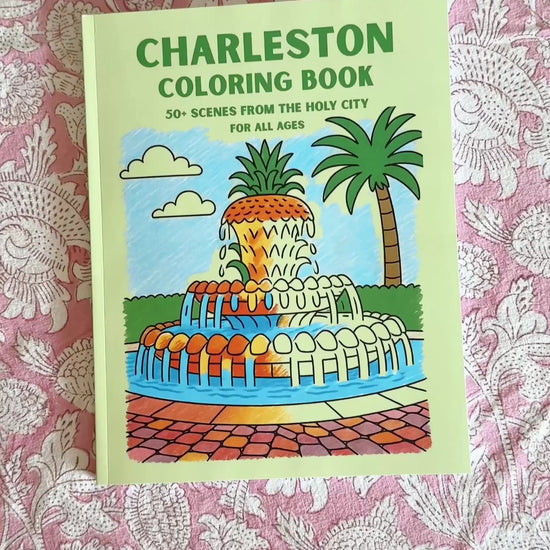 CHARLESTON
COLORING BOOK
50+ SCENES FROM THE HOLY CITY
FOR ALL AGES